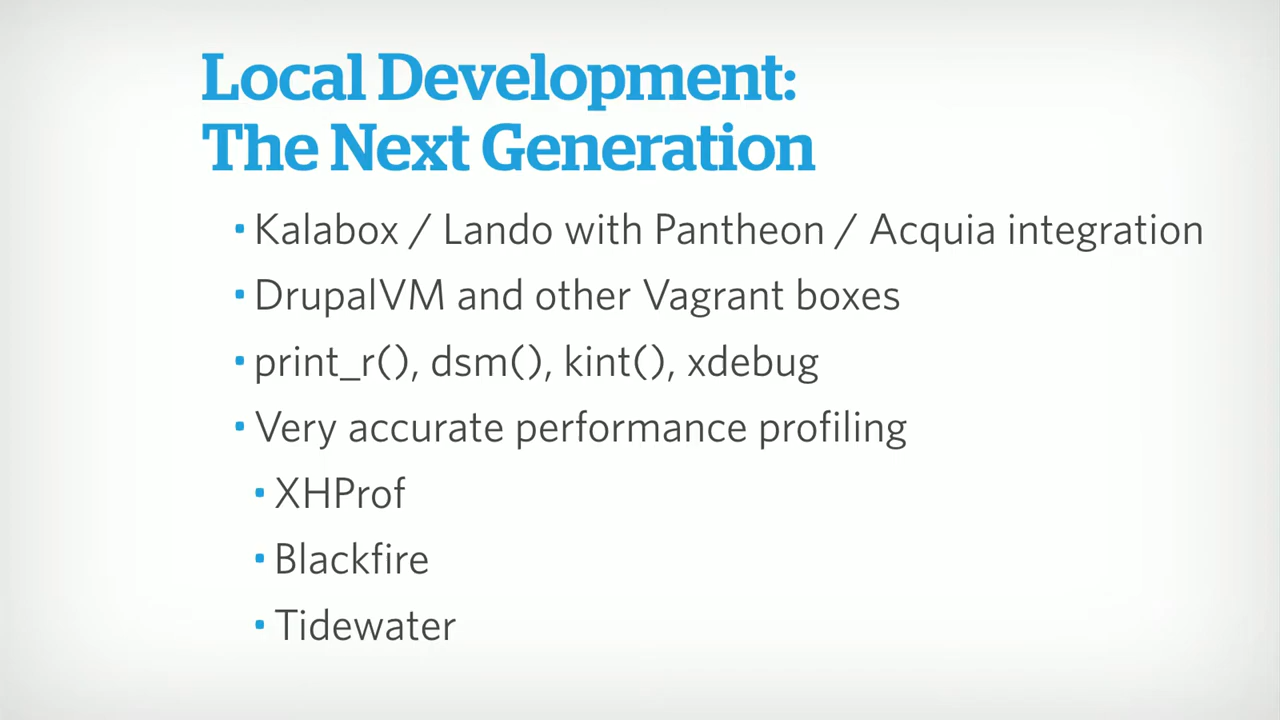 Local Development:
The Next Generation
▪ Kalabox / Lando with Pantheon / Acquia integration
▪ DrupalVM and other Vagrant boxes
▪ print_r(), dsm(), kint(), xdebug
▪ Very accurate performance profiling
▪ XHProf
▪ Blackfire
▪ Tidewater